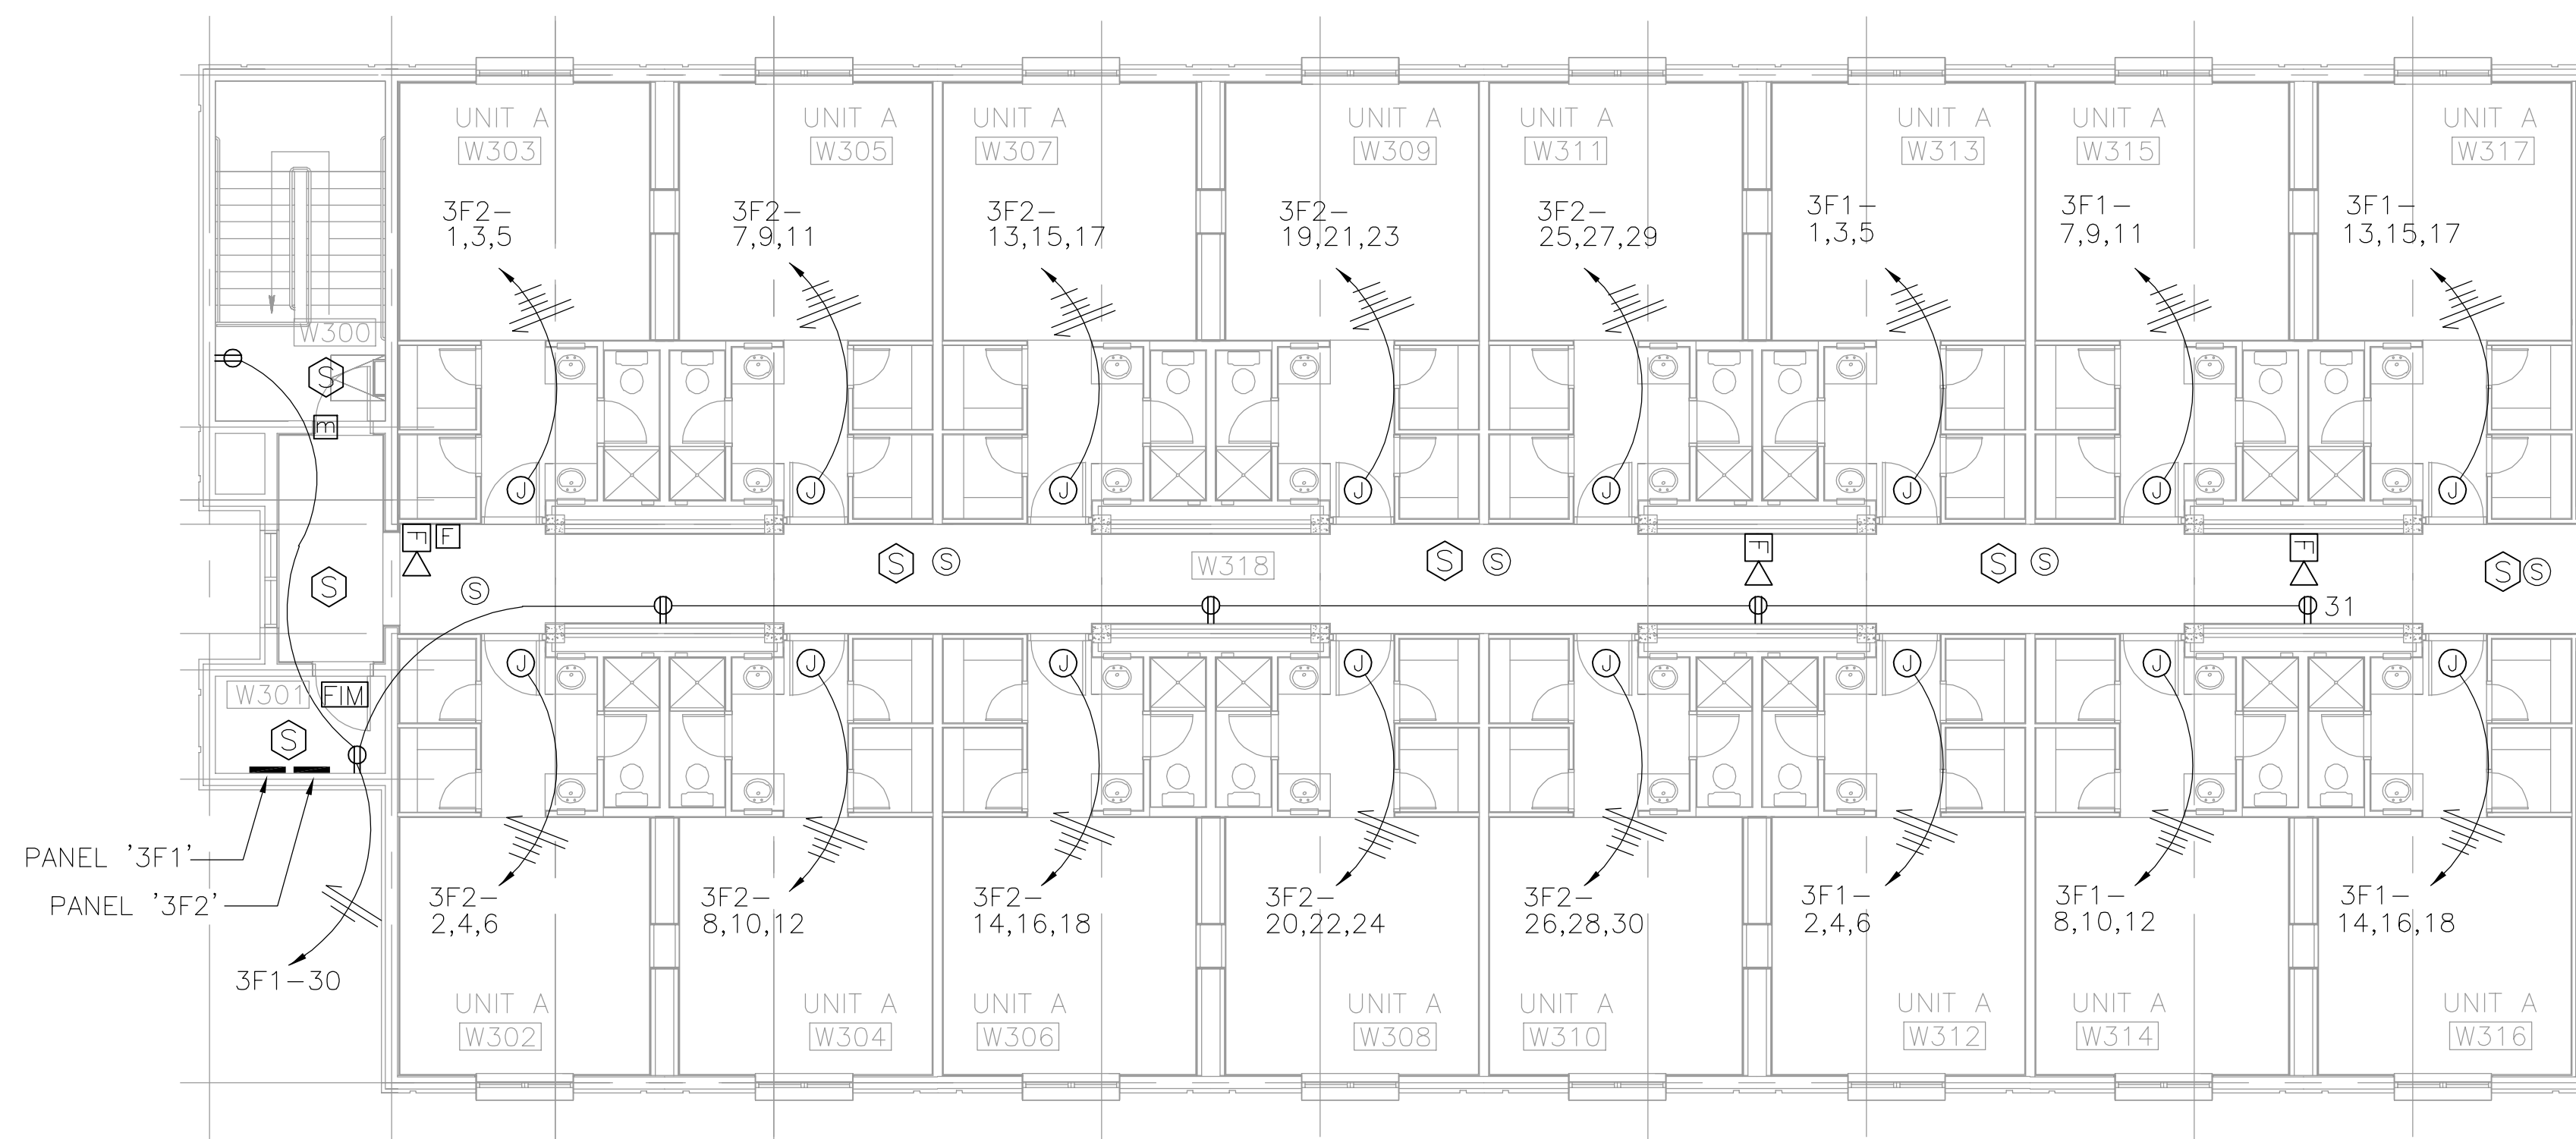 UNIT A
W303
UNIT A
W305
UNIT A
W307
UNIT A
W309
UNIT A
W311
UNIT A
W313
UNIT A
W315
UNIT A
W317
3F2-
1,3,5
3F2-
7,9,11
3F2-
13,15,17
3F2-
19,21,23
3F2-
25,27,29
3F1-
1,3,5
3F1-
7,9,11
3F1-
13,15,17
W300
S
m
J
J
J
J
J
J
J
J
F
F
S
S
S
S
W318
S
S
F
S
S
F
S
S
S
31
J
J
J
J
J
J
J
J
W301
FIM
S
PANEL '3F1'
PANEL '3F2'
3F1-30
3F2-
2,4,6
3F2-
8,10,12
3F2-
14,16,18
3F2-
20,22,24
3F2-
26,28,30
3F1-
2,4,6
3F1-
8,10,12
3F1-
14,16,18
UNIT A
W302
UNIT A
W304
UNIT A
W306
UNIT A
W308
UNIT A
W310
UNIT A
W312
UNIT A
W314
UNIT A
W316